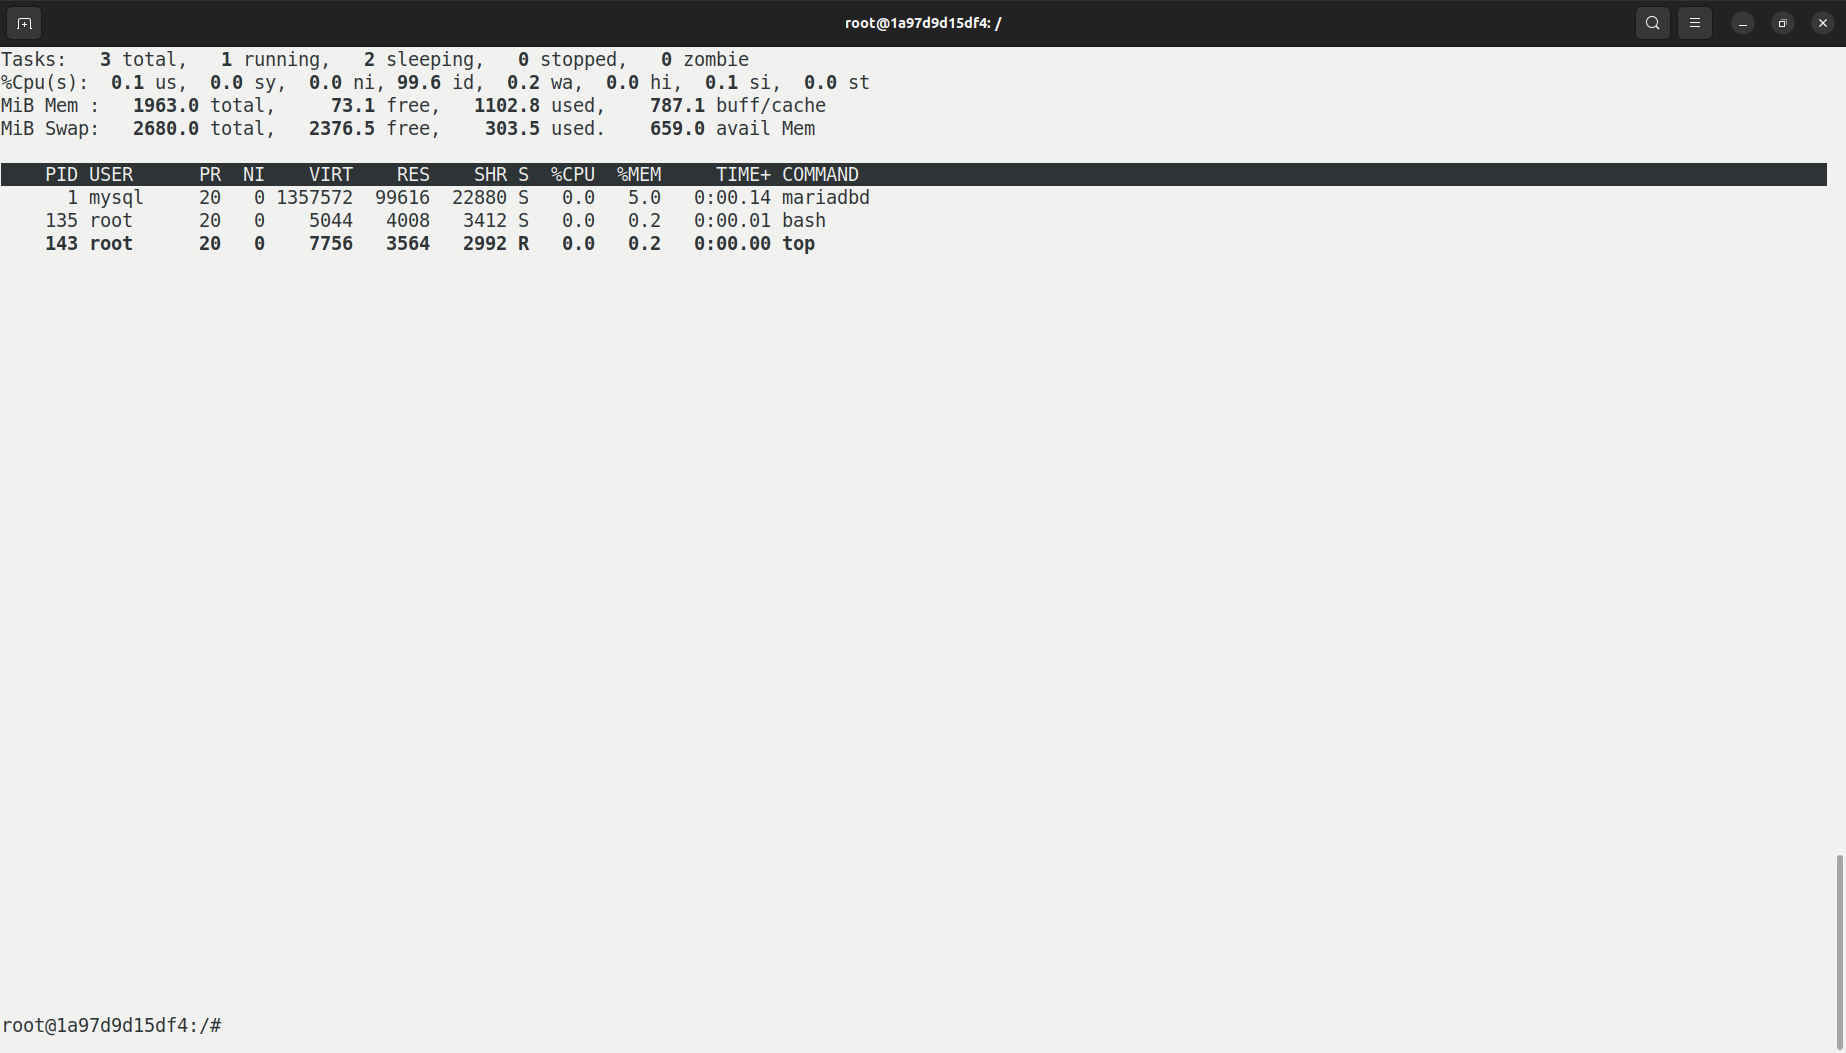 root@1a97d9d15df4: /
Tasks:   3 total,   1 running,   2 sleeping,   0 stopped,   0 zombie
%Cpu(s):  0.1 us,  0.0 sy,  0.0 ni, 99.6 id,  0.2 wa,  0.0 hi,  0.1 si,  0.0 st
MiB Mem :   1963.0 total,     73.1 free,   1102.8 used,    787.1 buff/cache
MiB Swap:   2680.0 total,   2376.5 free,    303.5 used.    659.0 avail Mem
    PID USER      PR  NI    VIRT    RES    SHR S  %CPU  %MEM     TIME+ COMMAND
      1 mysql     20   0 1357572  99616  22880 S   0.0   5.0   0:00.14 mariadbd
    135 root      20   0    5044   4008   3412 S   0.0   0.2   0:00.01 bash
    143 root      20   0    7756   3564   2992 R   0.0   0.2   0:00.00 top
root@1a97d9d15df4:/#